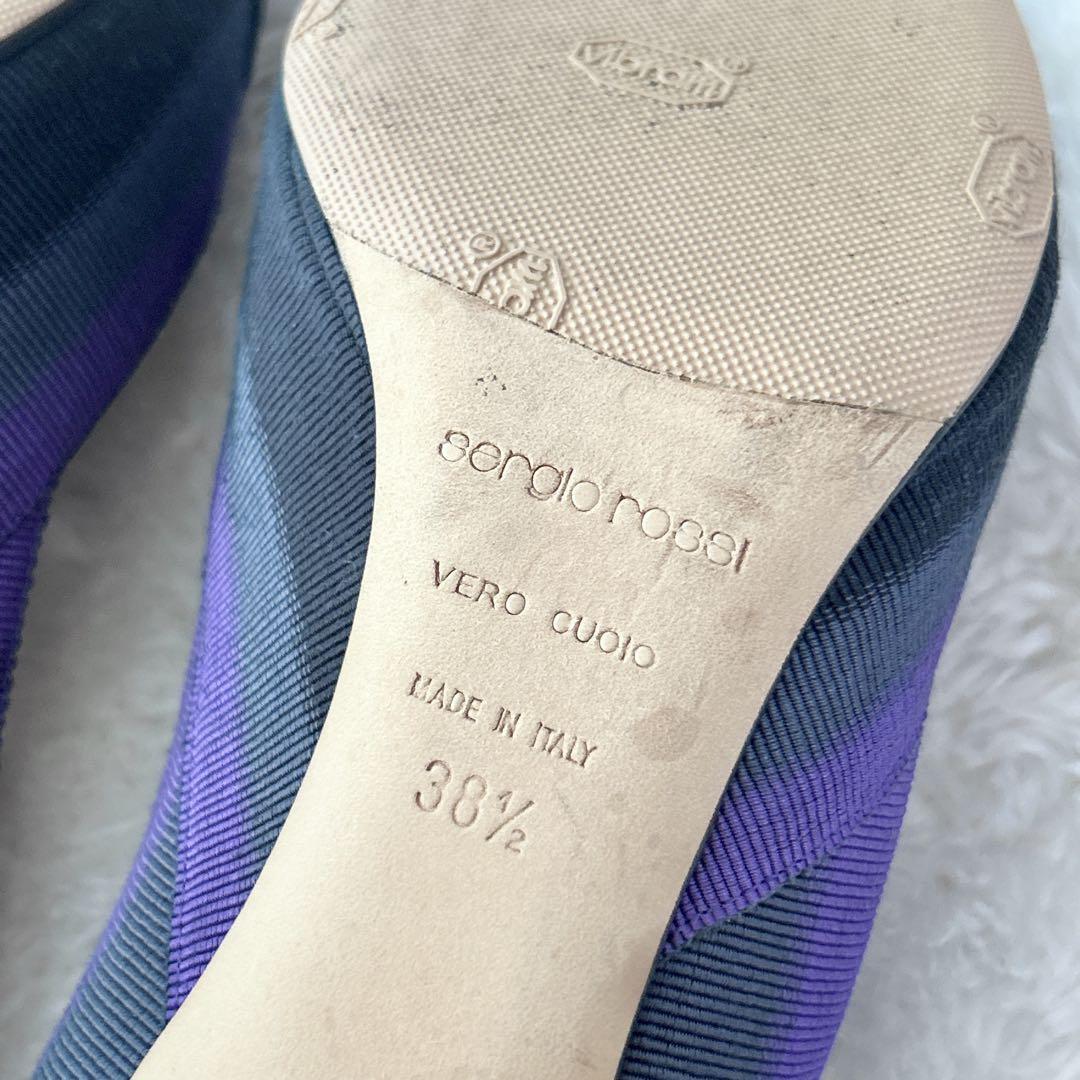 vibram
vibram
sergio rossi
VERO CUOIO
MADE IN ITALY
38½